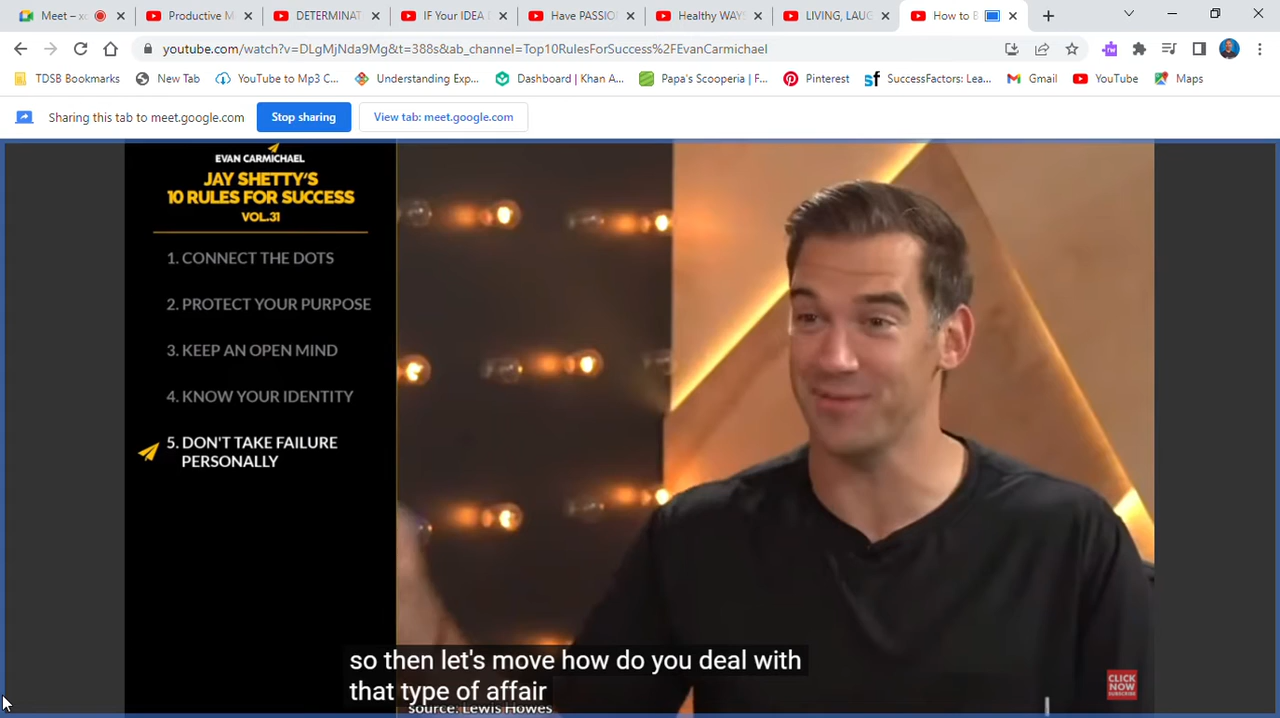 Meet – xc
Productive M
DETERMINAT
IF Your IDEA
Have PASSIO
Healthy WAYS
LIVING, LAUG
How to B
youtube.com/watch?v=DLgMjNda9Mg&t=388s&ab_channel=Top10RulesForSuccess%2FEvanCarmichael
TDSB Bookmarks
New Tab
YouTube to Mp3 C...
Understanding Exp...
Dashboard | Khan A...
Papa's Scooperia | F...
Pinterest
SuccessFactors: Lea...
Gmail
YouTube
Maps
Sharing this tab to meet.google.com
Stop sharing
View tab: meet.google.com
EVAN CARMICHAEL
JAY SHETTY'S
10 RULES FOR SUCCESS
VOL.31
1. CONNECT THE DOTS
2. PROTECT YOUR PURPOSE
3. KEEP AN OPEN MIND
4. KNOW YOUR IDENTITY
5. DON'T TAKE FAILURE
PERSONALLY
so then let's move how do you deal with
that type of affair
source: Lewis Howes
CLICK
NOW
SUBSCRIBE